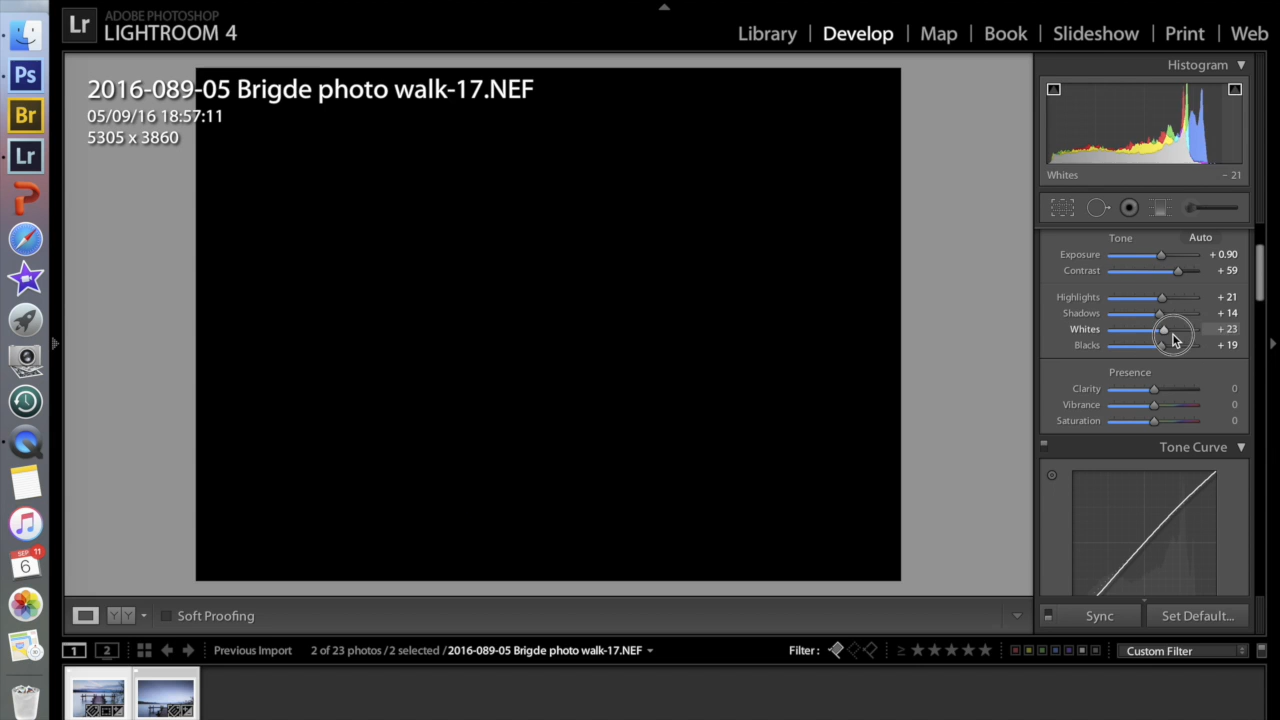 Lr
ADOBE PHOTOSHOP
LIGHTROOM 4
Library | Develop | Map | Book | Slideshow | Print | Web
2016-089-05 Brigde photo walk-17.NEF
05/09/16 18:57:11
5305 x 3860
Histogram
Whites - 21
Tone Auto
Exposure + 0.90
Contrast + 59
Highlights + 21
Shadows + 14
Whites + 23
Blacks + 19
Presence
Clarity 0
Vibrance 0
Saturation 0
Tone Curve
YY Soft Proofing
Sync Set Default...
1 2 Previous Import 2 of 23 photos / 2 selected / 2016-089-05 Brigde photo walk-17.NEF Filter : ≥ Custom Filter
Ps
Br
Lr
SEP 11
6